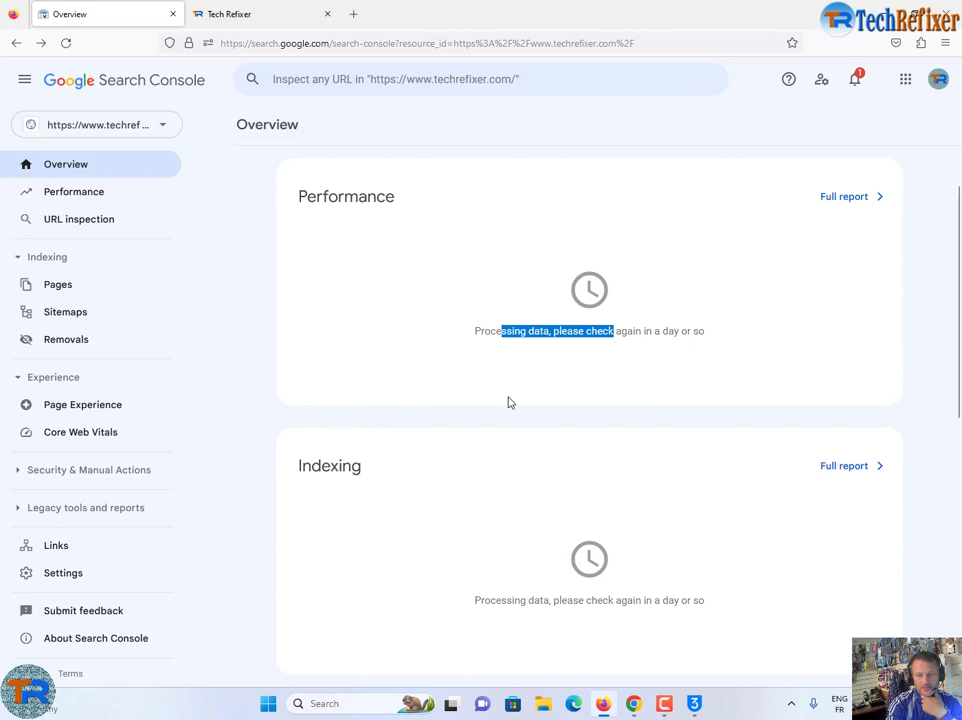 Overview
Tech Refixer
TechRefixer
https://search.google.com/search-console?resource_id=https%3A%2F%2Fwww.techrefixer.com%2F
Google Search Console
Inspect any URL in "https://www.techrefixer.com/"
1
TR
https://www.techref ...
Overview
Overview
Performance
URL inspection
Indexing
Pages
Sitemaps
Removals
Experience
Page Experience
Core Web Vitals
Security & Manual Actions
Legacy tools and reports
Links
Settings
Submit feedback
About Search Console
Terms
TR
Performance
Full report
Processing data, please check again in a day or so
Indexing
Full report
Processing data, please check again in a day or so
Search
ENG
FR